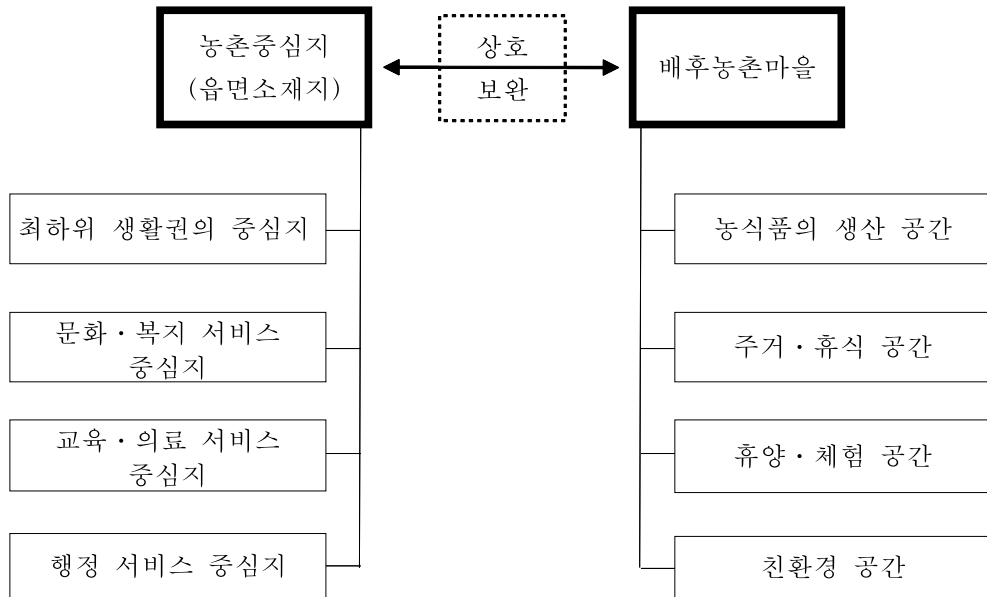 농촌중심지
(읍면소재지)
상호
보완
배후농촌마을
최하위 생활권의 중심지
문화·복지 서비스
중심지
교육·의료 서비스
중심지
행정 서비스 중심지
농식품의 생산 공간
주거·휴식 공간
휴양·체험 공간
친환경 공간